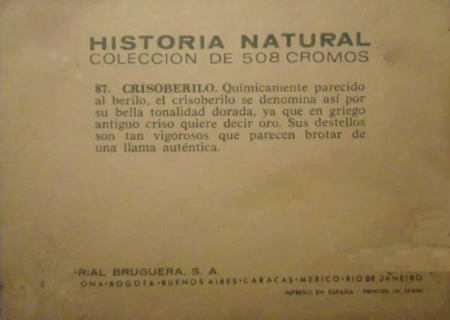 HISTORIA NATURAL
COLECCION DE 508 CROMOS
87. CRISOBERILO. Químicamente parecido
al berilo, el crisoberilo se denomina así por
su bella tonalidad dorada, ya que en griego
antiguo criso quiere decir oro. Sus destellos
son tan vigorosos que parecen brotar de
una llama auténtica.
RIAL BRUGUERA, S. A.
ONA-BOGOTA-BUENOS AIRES-CARACAS-MEXICO-RIO DE JANEIRO
IMPRESO EN ESPAÑA - PRINTED IN SPAIN